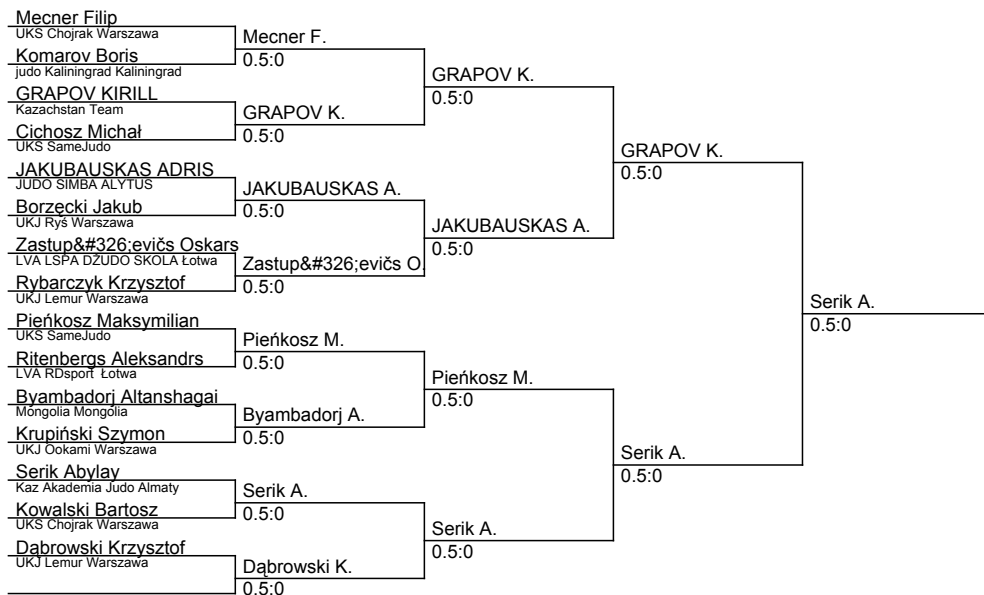 Mecner Filip
UKS Chojrak Warszawa
Komarov Boris
judo Kaliningrad Kaliningrad
GRAPOV KIRILL
Kazachstan Team
Cichosz Michał
UKS SameJudo
JAKUBAUSKAS ADRIS
JUDO SIMBA ALYTUS
Borzęcki Jakub
UKJ Ryś Warszawa
Zastup&#326;evičs Oskars
LVA LSPA DŽUDO SKOLA Łotwa
Rybarczyk Krzysztof
UKJ Lemur Warszawa
Pieńkosz Maksymilian
UKS SameJudo
Ritenbergs Aleksandrs
LVA RDsport Łotwa
Byambadorj Altanshagai
Mongolia Mongolia
Krupiński Szymon
UKJ Ookami Warszawa
Serik Abylay
Kaz Akademia Judo Almaty
Kowalski Bartosz
UKS Chojrak Warszawa
Dąbrowski Krzysztof
UKJ Lemur Warszawa
Mecner F.
0.5:0
GRAPOV K.
0.5:0
JAKUBAUSKAS A.
0.5:0
Zastup&#326;evičs O.
0.5:0
Pieńkosz M.
0.5:0
Byambadorj A.
0.5:0
Serik A.
0.5:0
Dąbrowski K.
0.5:0
GRAPOV K.
0.5:0
JAKUBAUSKAS A.
0.5:0
Pieńkosz M.
0.5:0
Serik A.
0.5:0
GRAPOV K.
0.5:0
Serik A.
0.5:0
Serik A.
0.5:0